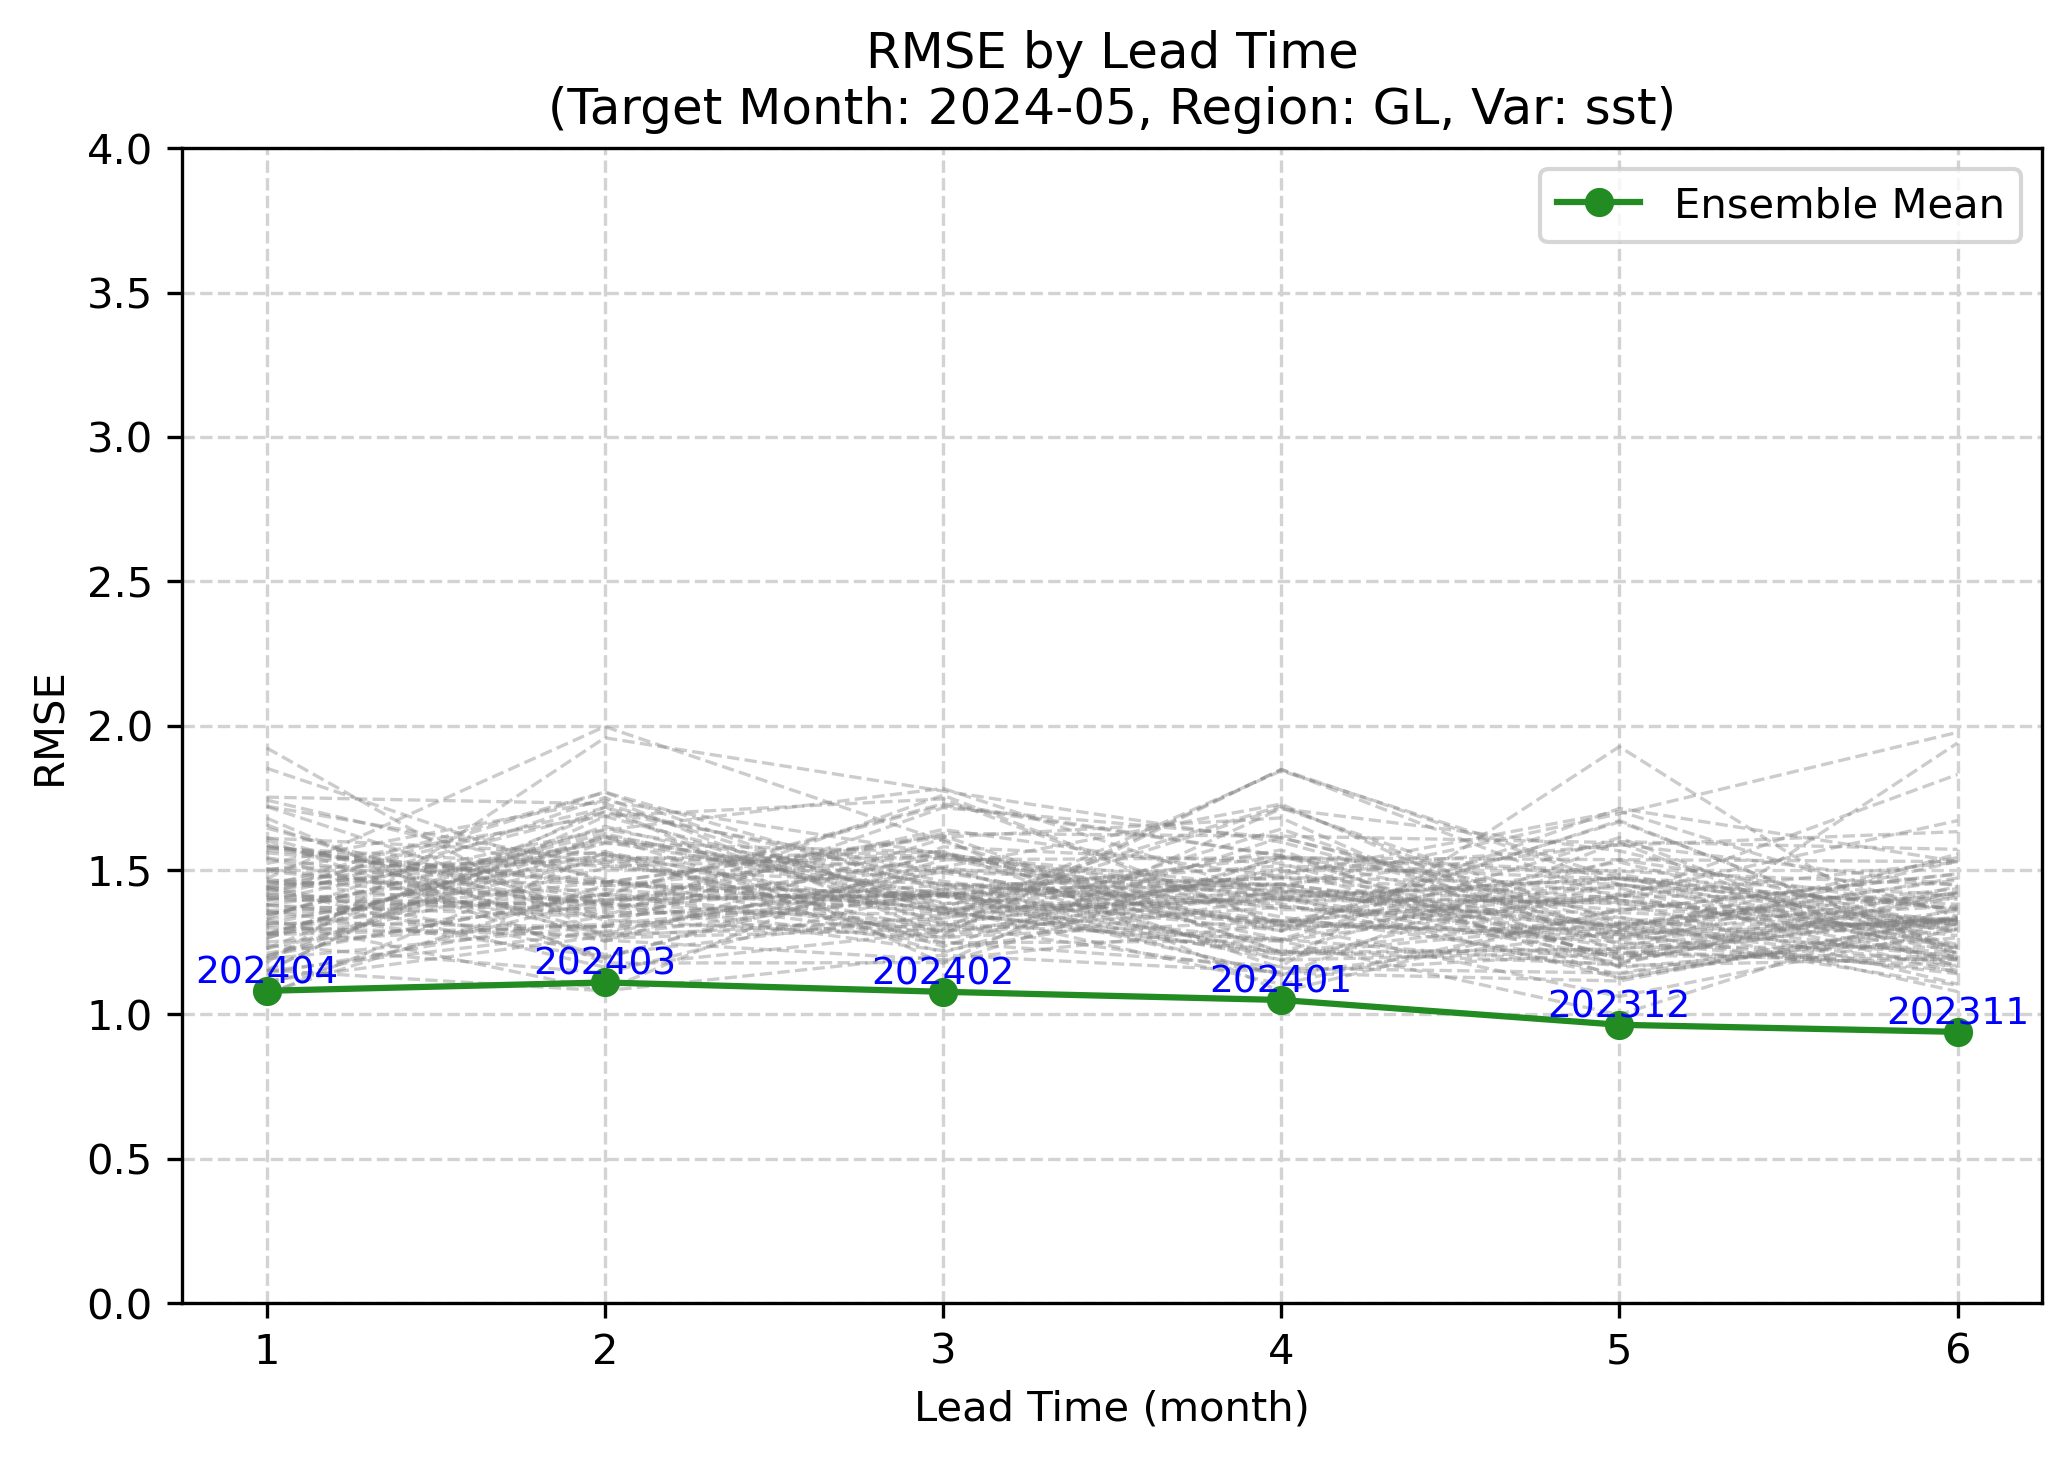 RMSE by Lead Time
(Target Month: 2024-05, Region: GL, Var: sst)
Ensemble Mean
RMSE
4.0
3.5
3.0
2.5
2.0
1.5
1.0
0.5
0.0
202404
202403
202402
202401
202312
202311
1 2 3 4 5 6
Lead Time (month)